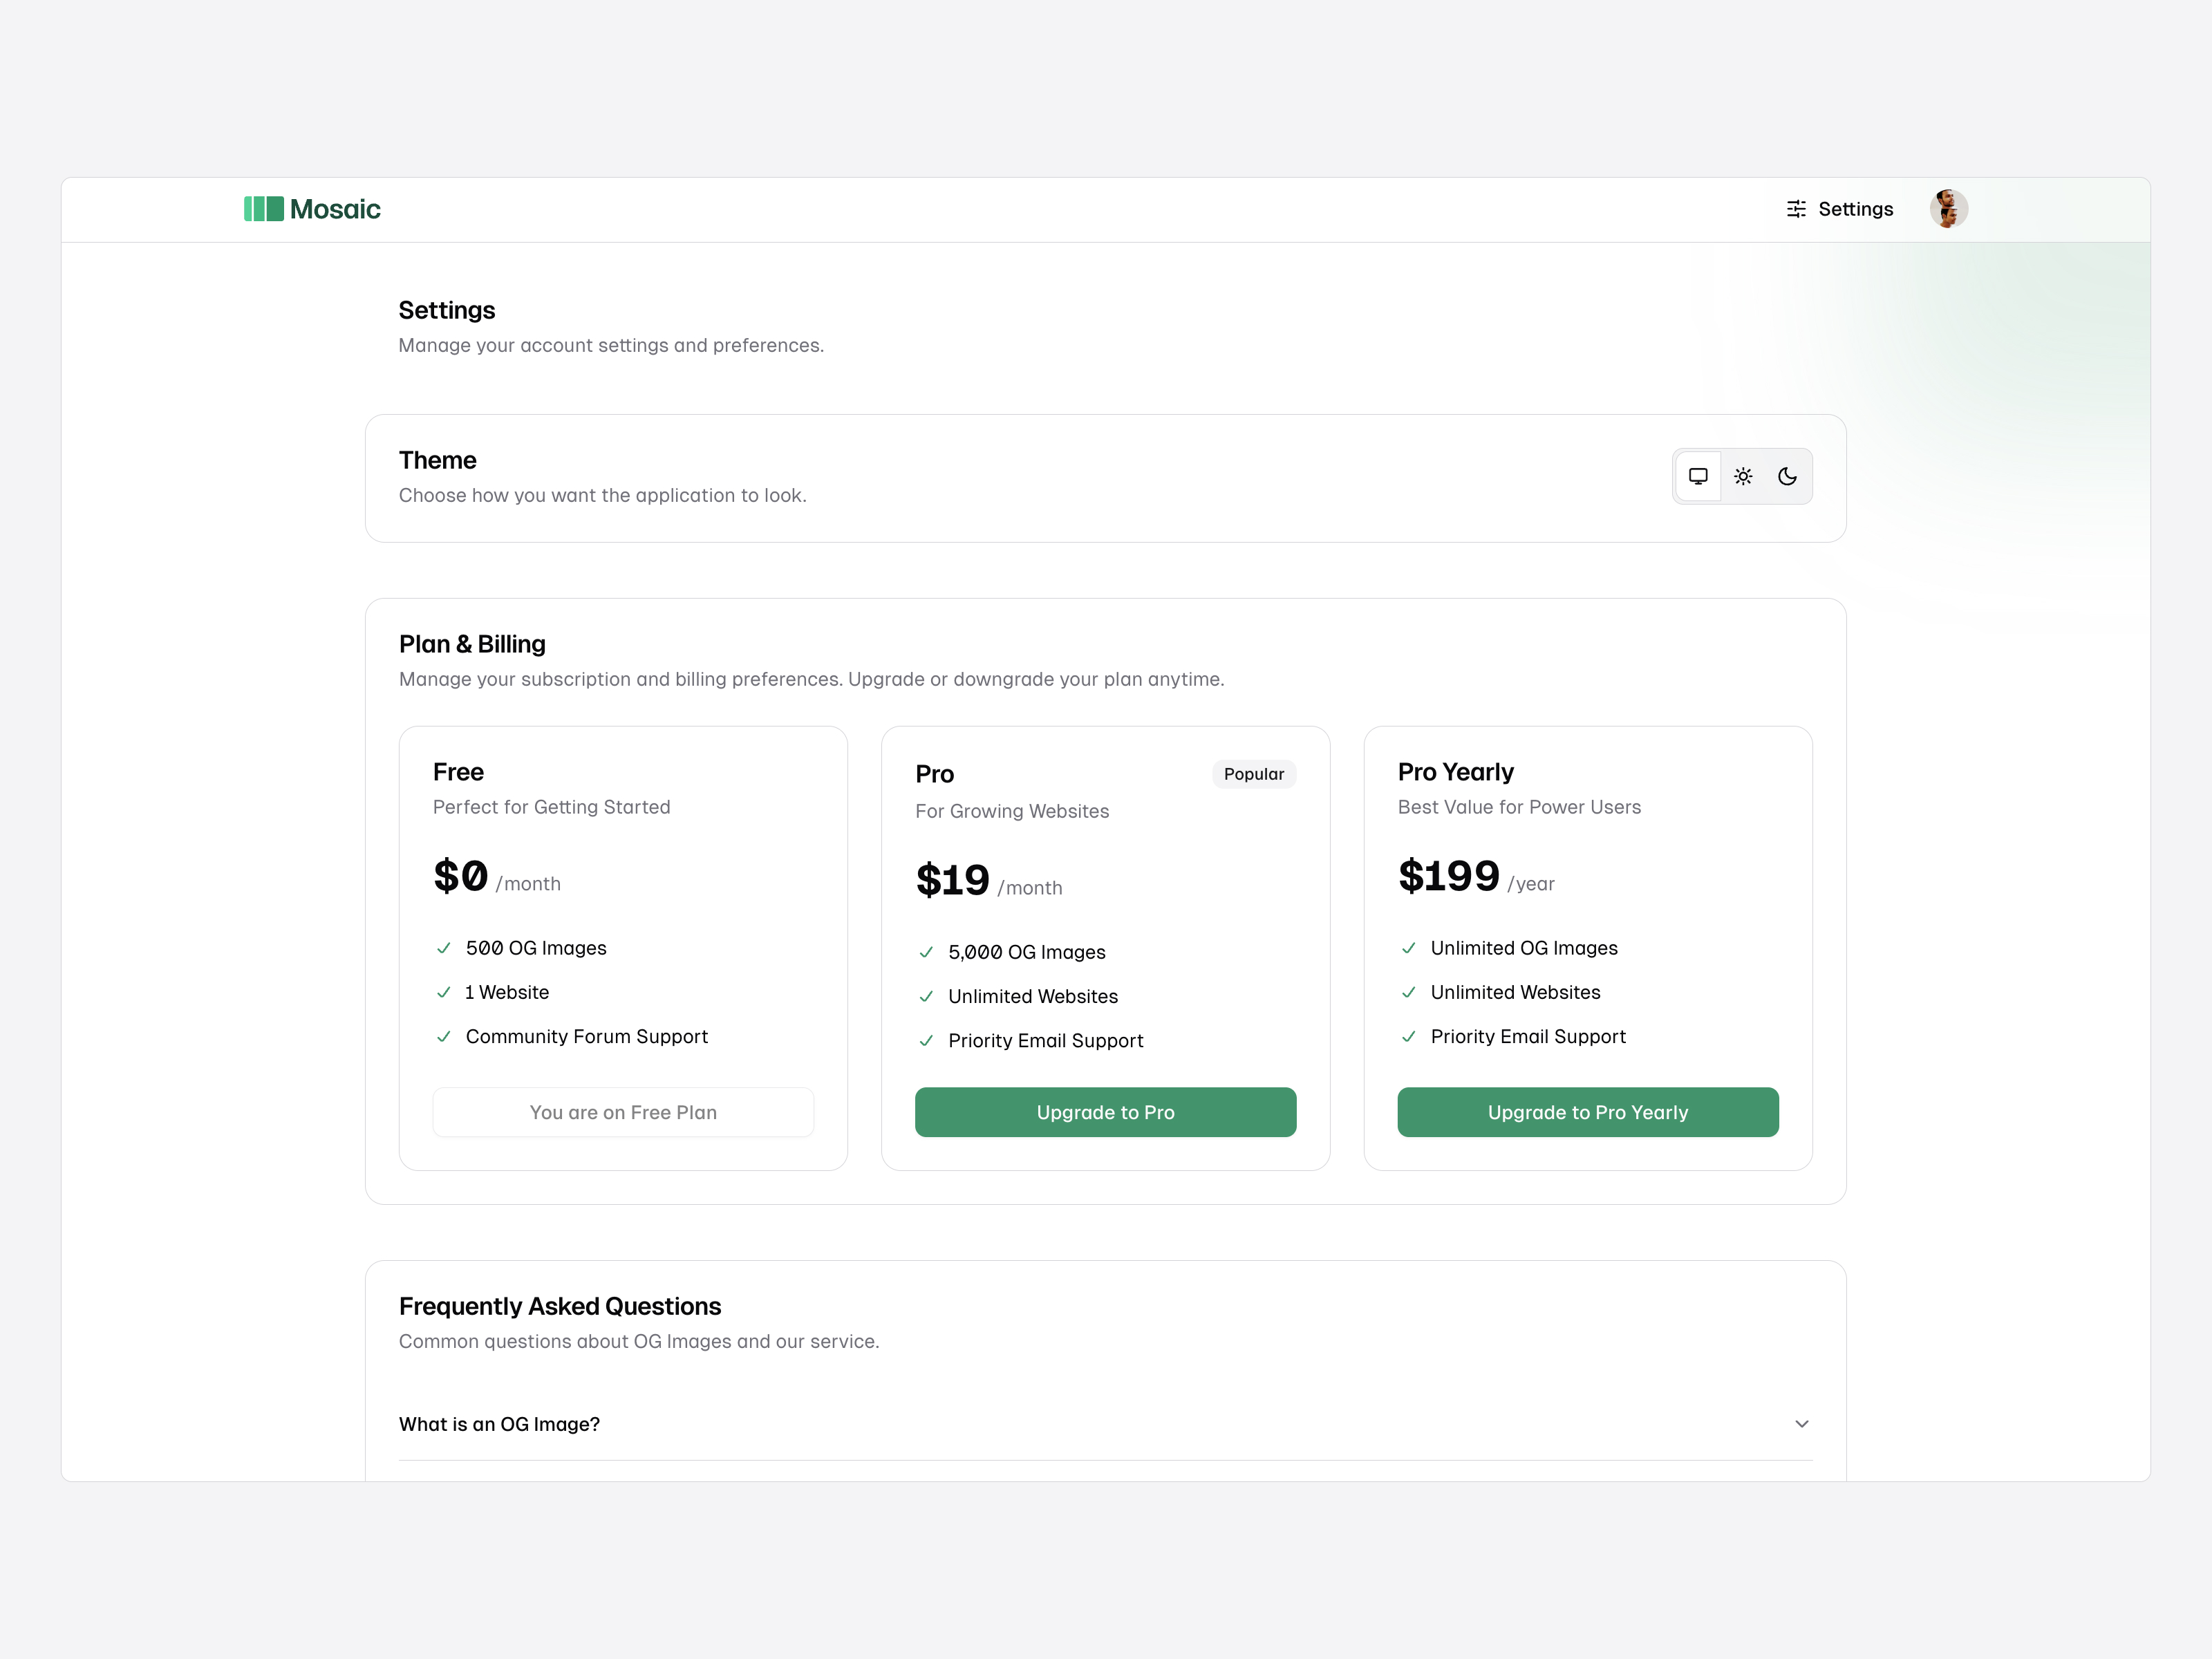 Mosaic
Settings
Settings
Manage your account settings and preferences.
Theme
Choose how you want the application to look.
Plan & Billing
Manage your subscription and billing preferences. Upgrade or downgrade your plan anytime.
Free
Perfect for Getting Started
$0 /month
500 OG Images
1 Website
Community Forum Support
You are on Free Plan
Pro
Popular
For Growing Websites
$19 /month
5,000 OG Images
Unlimited Websites
Priority Email Support
Upgrade to Pro
Pro Yearly
Best Value for Power Users
$199 /year
Unlimited OG Images
Unlimited Websites
Priority Email Support
Upgrade to Pro Yearly
Frequently Asked Questions
Common questions about OG Images and our service.
What is an OG Image?